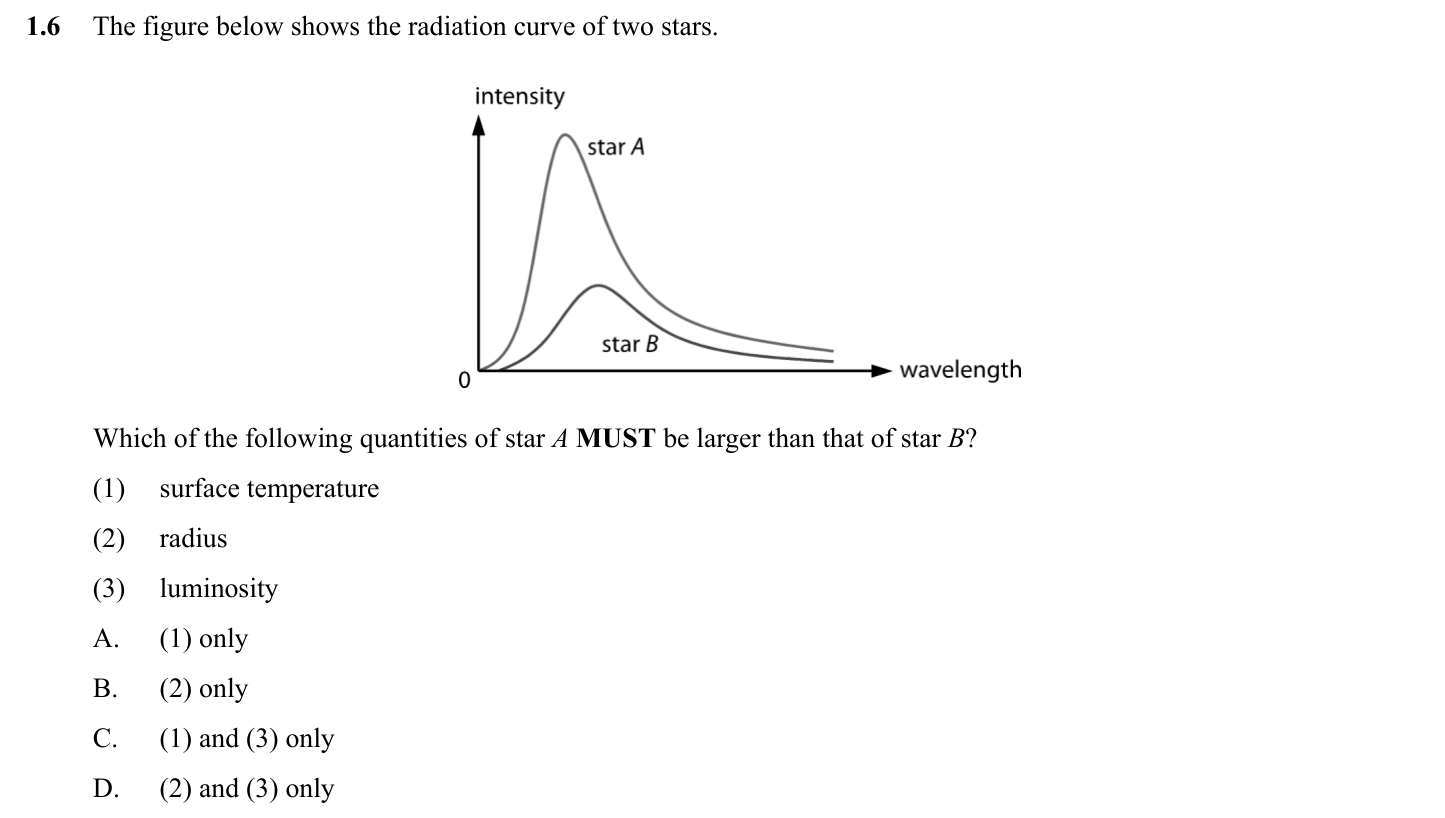 1.6 The figure below shows the radiation curve of two stars.
intensity
star A
star B
0
wavelength
Which of the following quantities of star A MUST be larger than that of star B?
(1) surface temperature
(2) radius
(3) luminosity
A. (1) only
B. (2) only
C. (1) and (3) only
D. (2) and (3) only